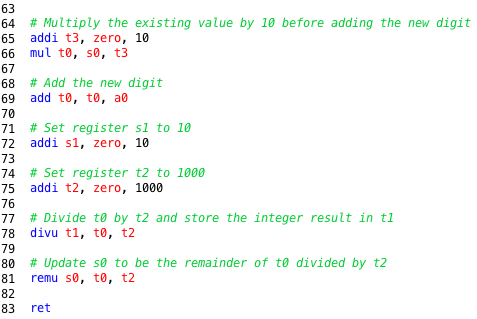 63
64 # Multiply the existing value by 10 before adding the new digit
65 addi t3, zero, 10
66 mul t0, s0, t3
67
68 # Add the new digit
69 add t0, t0, a0
70
71 # Set register s1 to 10
72 addi s1, zero, 10
73
74 # Set register t2 to 1000
75 addi t2, zero, 1000
76
77 # Divide t0 by t2 and store the integer result in t1
78 divu t1, t0, t2
79
80 # Update s0 to be the remainder of t0 divided by t2
81 remu s0, t0, t2
82
83 ret